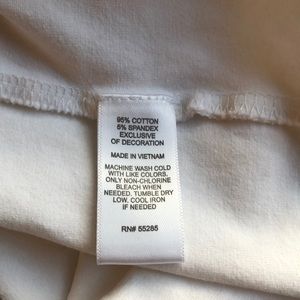 95% COTTON
5% SPANDEX
EXCLUSIVE
OF DECORATION
MADE IN VIETNAM
MACHINE WASH COLD
WITH LIKE COLORS.
ONLY NON-CHLORINE
BLEACH WHEN
NEEDED. TUMBLE DRY
LOW. COOL IRON
IF NEEDED
RN# 55285